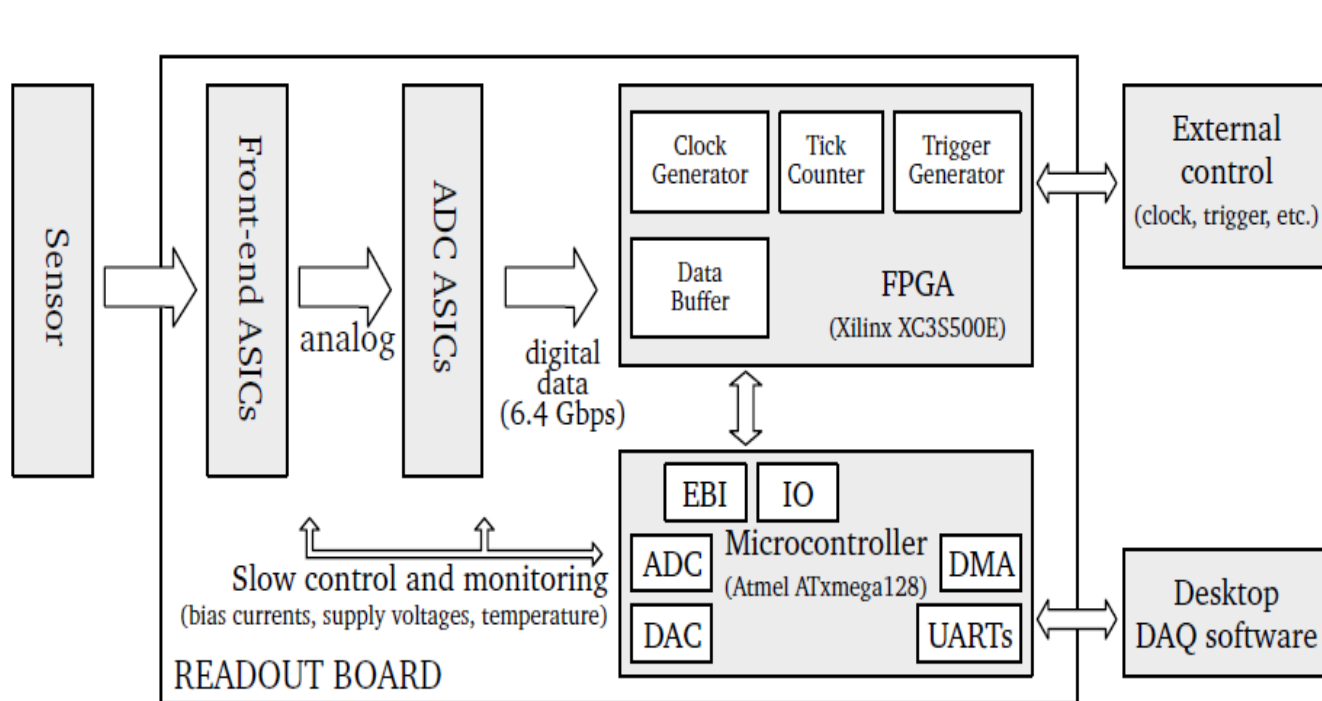 Sensor
Front-end ASICs
analog
ADC ASICs
digital
data
(6.4 Gbps)
Clock
Generator
Tick
Counter
Trigger
Generator
Data
Buffer
FPGA
(Xilinx XC3S500E)
External
control
(clock, trigger, etc.)
EBI
IO
ADC
Microcontroller
(Atmel ATxmega128)
DMA
DAC
UARTs
Slow control and monitoring
(bias currents, supply voltages, temperature)
READOUT BOARD
Desktop
DAQ software